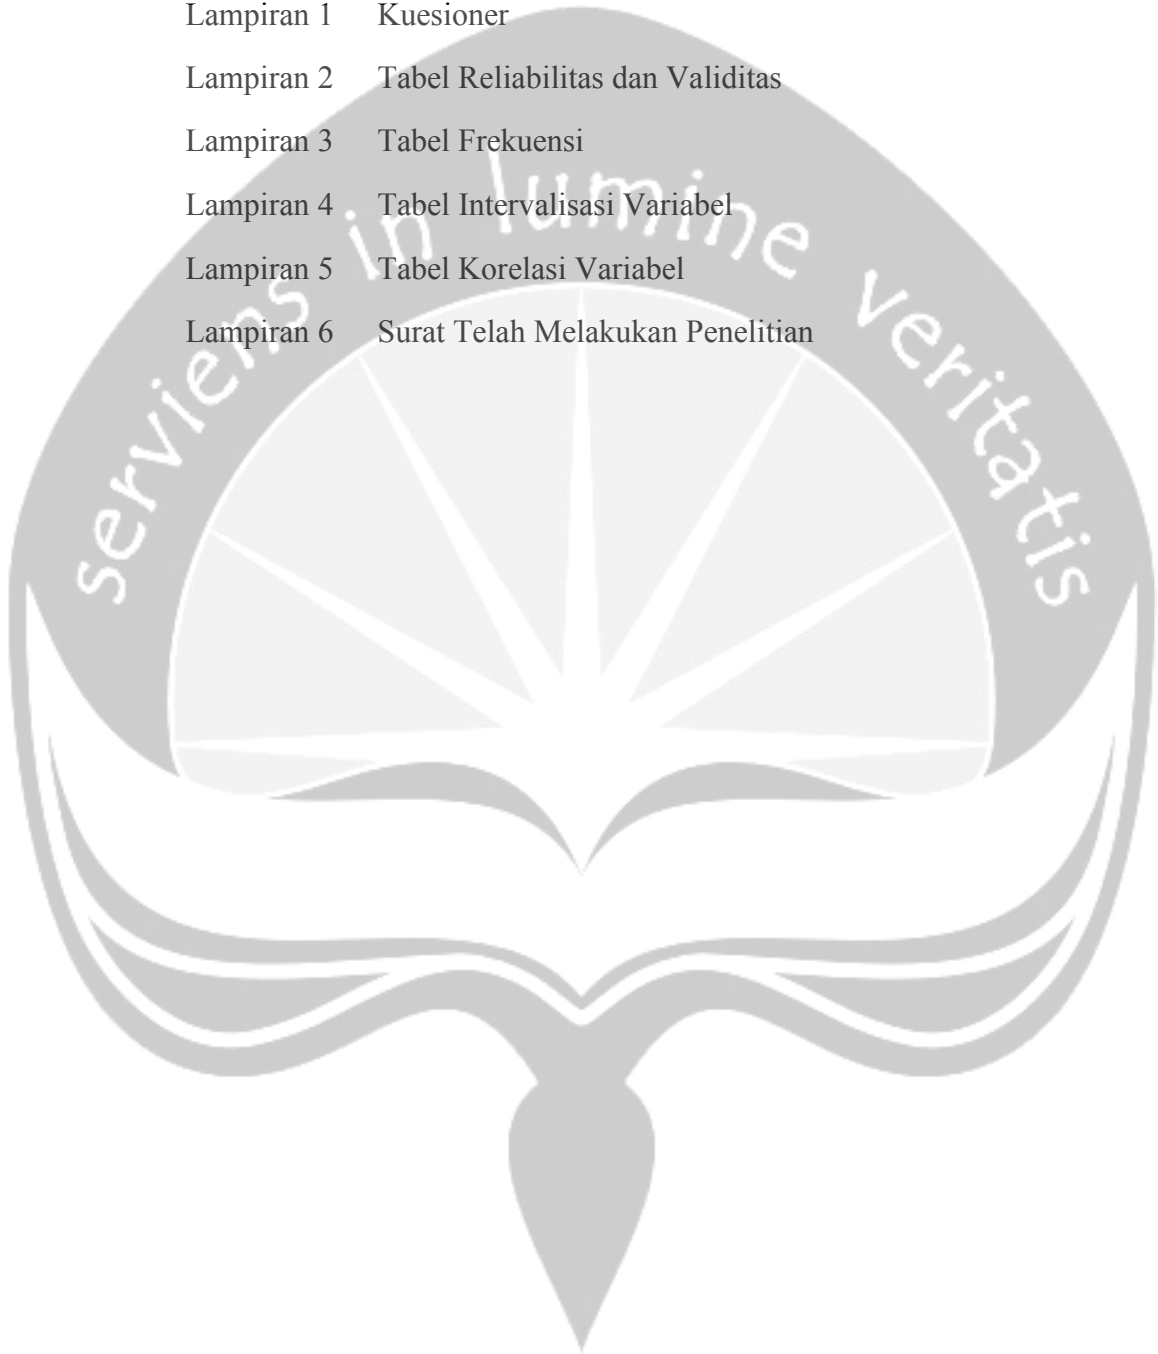 Lampiran 1 Kuesioner
Lampiran 2 Tabel Reliabilitas dan Validitas
Lampiran 3 Tabel Frekuensi
Lampiran 4 Tabel Intervalisasi Variabel
Lampiran 5 Tabel Korelasi Variabel
Lampiran 6 Surat Telah Melakukan Penelitian
serviens in lumine veritatis